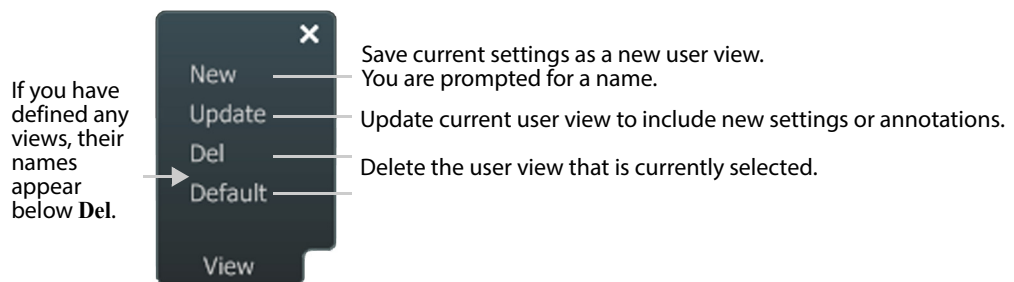 If you have
defined any
views, their
names
appear
below Del.
×
New
Update
Del
Default
View
Save current settings as a new user view.
You are prompted for a name.
Update current user view to include new settings or annotations.
Delete the user view that is currently selected.